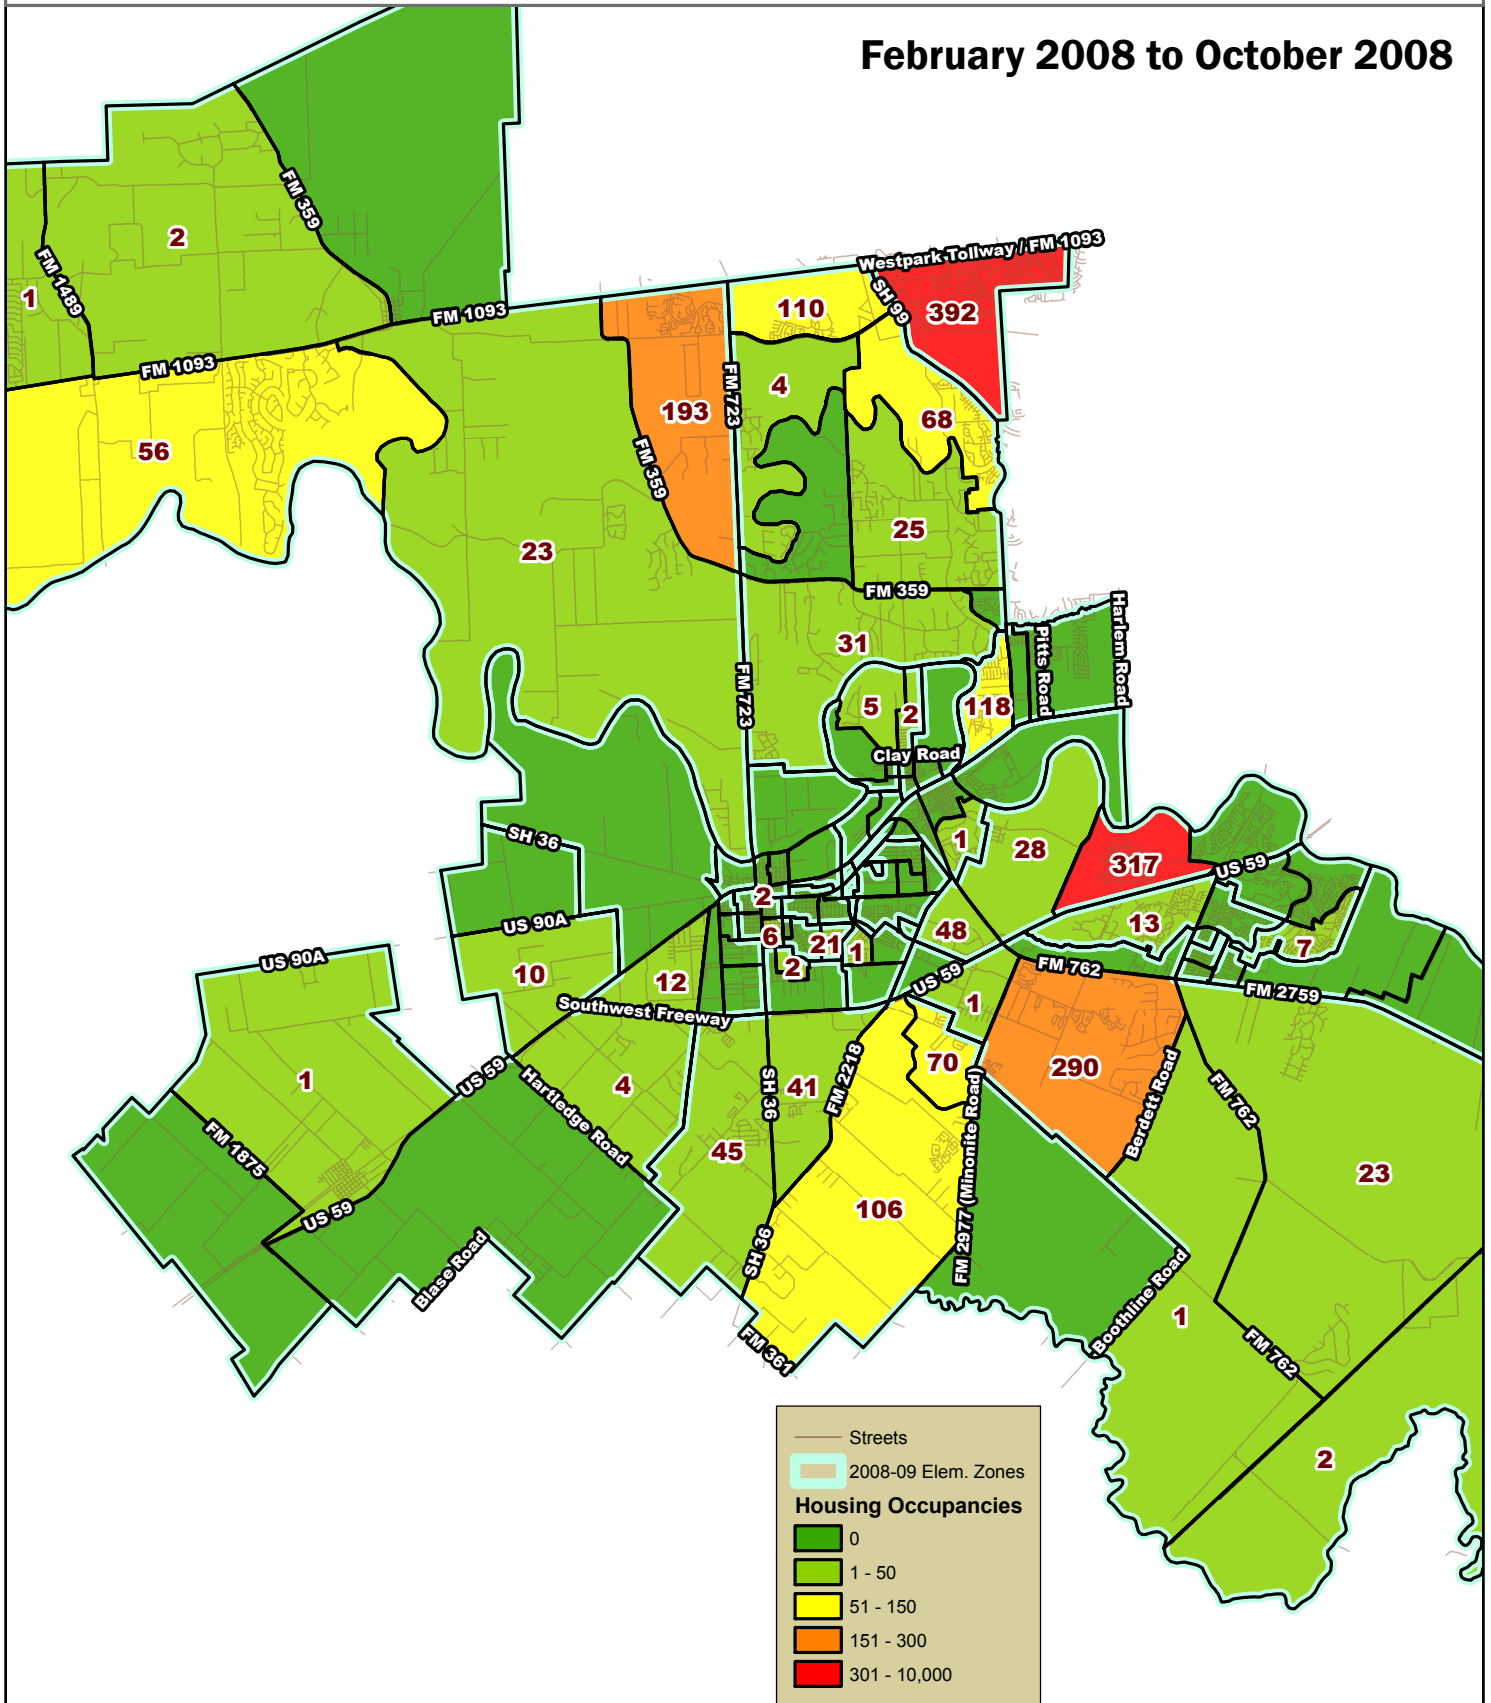 February 2008 to October 2008
FM 359
2
Westpark Tollway / FM 1093
FM 1489
1
SH 99
110
392
FM 1093
FM 1093
FM 723
4
193
68
56
FM 359
25
23
FM 359
Harlem Road
31
Pitts Road
FM 723
5
2
118
Clay Road
SH 36
1
28
317
US 59
2
US 90A
48
13
6
21
1
7
US 90A
10
2
FM 762
12
US 59
FM 2759
Southwest Freeway
1
70
290
1
US 59
4
SH 36
41
FM 2218
Hartledge Road
Berdett Road
FM 762
FM 1875
45
23
FM 2977 (Minonite Road)
106
US 59
Blase Road
SH 36
Boothline Road
1
FM 361
FM 762
2
Streets
2008-09 Elem. Zones
Housing Occupancies
0
1 - 50
51 - 150
151 - 300
301 - 10,000